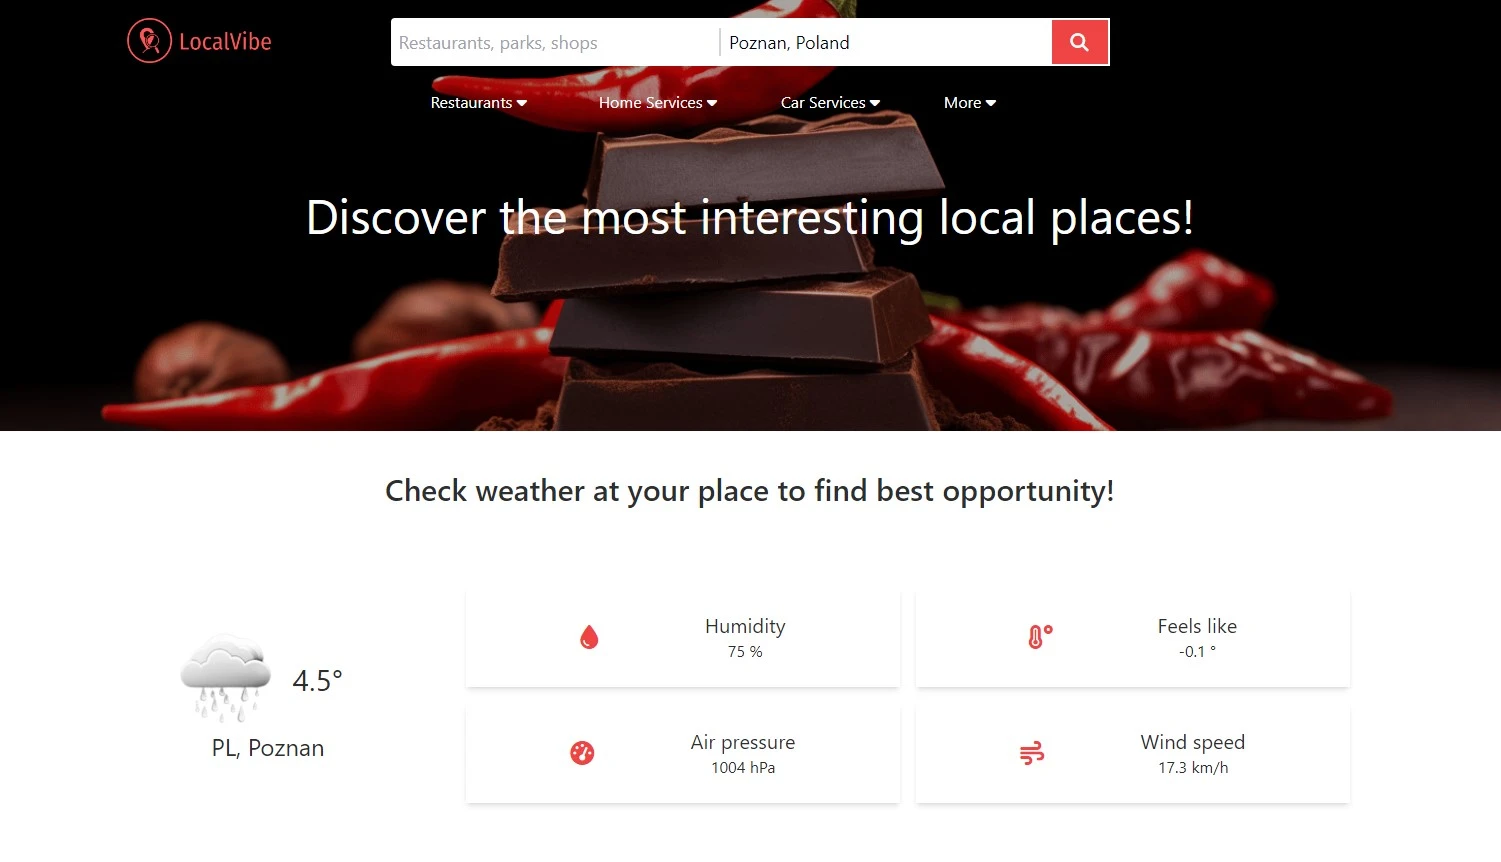 LocalVibe
Restaurants, parks, shops
Poznan, Poland
Restaurants
Home Services
Car Services
More
Discover the most interesting local places!
Check weather at your place to find best opportunity!
4.5°
PL, Poznan
Humidity
75 %
Feels like
-0.1 °
Air pressure
1004 hPa
Wind speed
17.3 km/h